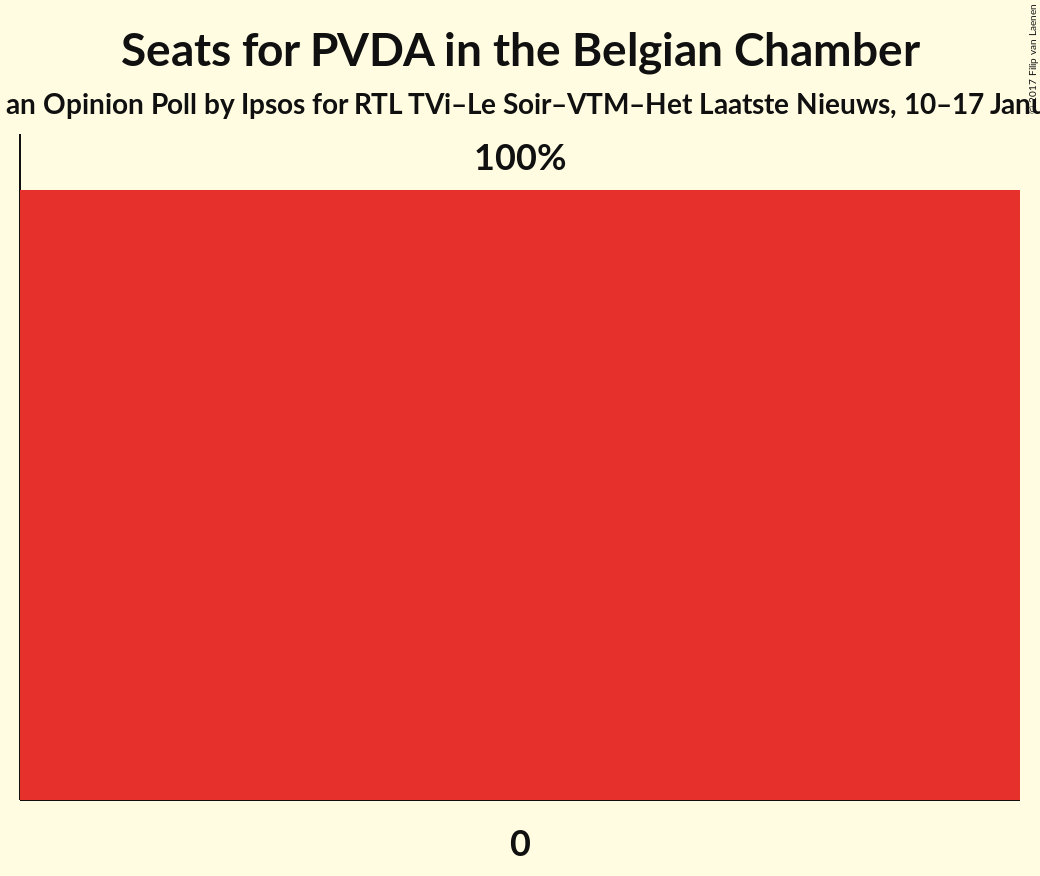 Seats for PVDA in the Belgian Chamber
an Opinion Poll by Ipsos for RTL TVi–Le Soir–VTM–Het Laatste Nieuws, 10–17 Janu
100%
0
© 2017 Filip van Laenen